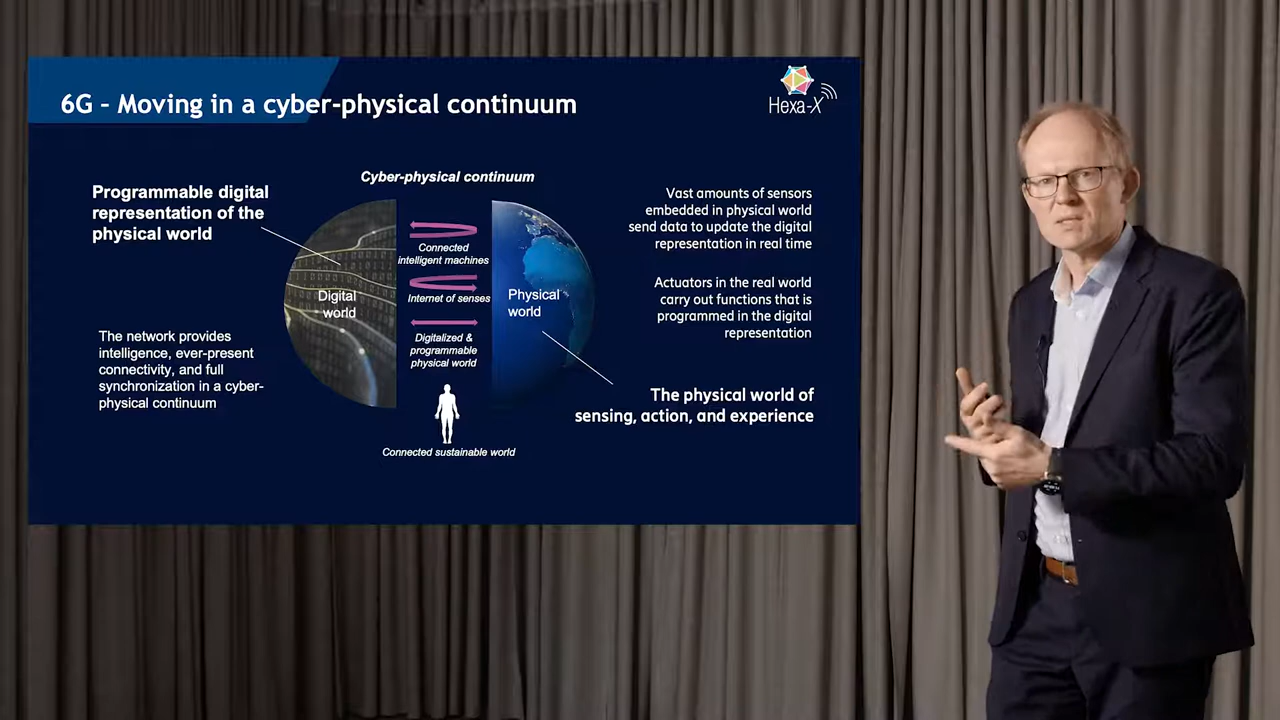 6G - Moving in a cyber-physical continuum
Hexa-X
Cyber-physical continuum
Programmable digital
representation of the
physical world
The network provides
intelligence, ever-present
connectivity, and full
synchronization in a cyber-
physical continuum
Digital
world
Connected
intelligent machines
Internet of senses
Digitalized &
programmable
physical world
Connected sustainable world
Physical
world
Vast amounts of sensors
embedded in physical world
send data to update the digital
representation in real time
Actuators in the real world
carry out functions that is
programmed in the digital
representation
The physical world of
sensing, action, and experience